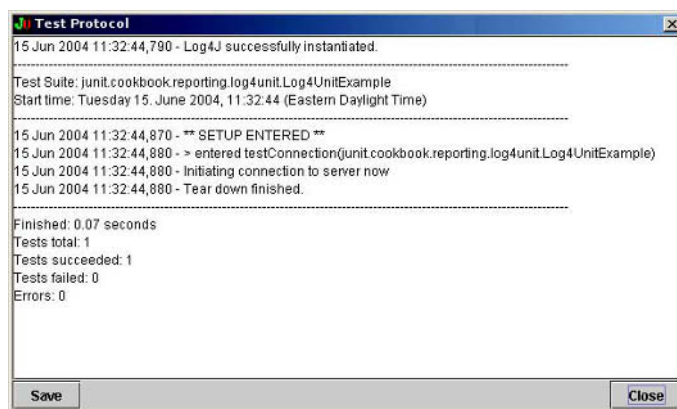 JU Test Protocol
15 Jun 2004 11:32:44,790 - Log4J successfully instantiated.
Test Suite: junit.cookbook.reporting.log4unit.Log4UnitExample
Start time: Tuesday 15. June 2004, 11:32:44 (Eastern Daylight Time)
15 Jun 2004 11:32:44,870 - ** SETUP ENTERED **
15 Jun 2004 11:32:44,880 - > entered testConnection(junit.cookbook.reporting.log4unit.Log4UnitExample)
15 Jun 2004 11:32:44,880 - Initiating connection to server now
15 Jun 2004 11:32:44,880 - Tear down finished.
Finished: 0.07 seconds
Tests total: 1
Tests succeeded: 1
Tests failed: 0
Errors: 0
Save Close